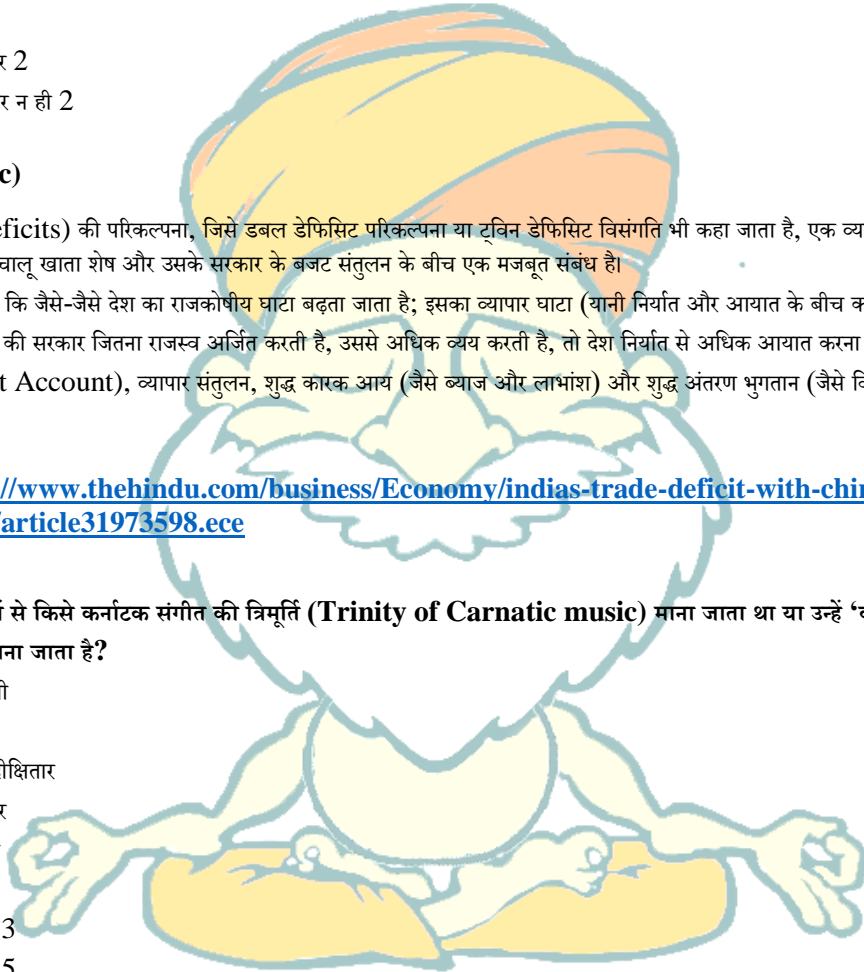 र 2
र न ही 2
c)
eficits) की परिकल्पना, जिसे डबल डेफिसिट परिकल्पना या ट्विन डेफिसिट विसंगति भी कहा जाता है, एक व्या
चालू खाता शेष और उसके सरकार के बजट संतुलन के बीच एक मजबूत संबंध है।
कि जैसे-जैसे देश का राजकोषीय घाटा बढ़ता जाता है; इसका व्यापार घाटा (यानी निर्यात और आयात के बीच क
की सरकार जितना राजस्व अर्जित करती है, उससे अधिक व्यय करती है, तो देश निर्यात से अधिक आयात करना
t Account), व्यापार संतुलन, शुद्ध कारक आय (जैसे ब्याज और लाभांश) और शुद्ध अंतरण भुगतान (जैसे वि
//www.thehindu.com/business/Economy/indias-trade-deficit-with-chin
/article31973598.ece
में से किसे कर्नाटक संगीत की त्रिमूर्ति (Trinity of Carnatic music) माना जाता था या उन्हें ‘क
ाना जाता है?
ी
ीक्षितार
र
3
5